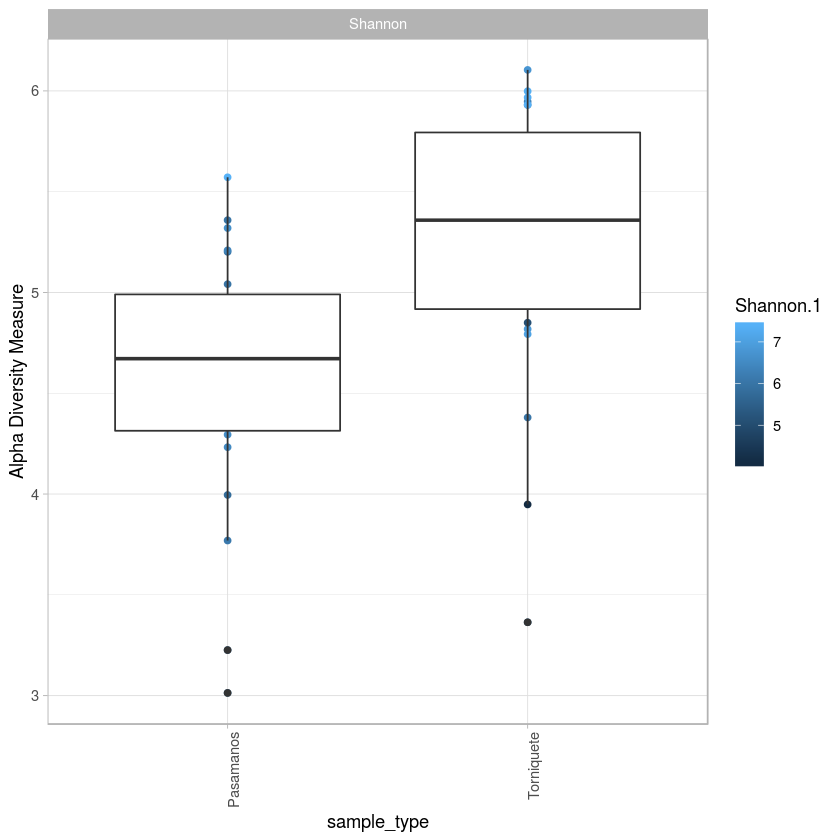 Shannon
Alpha Diversity Measure
6
5
4
3
Pasamanos
Torniquete
sample_type
Shannon.1
7
6
5